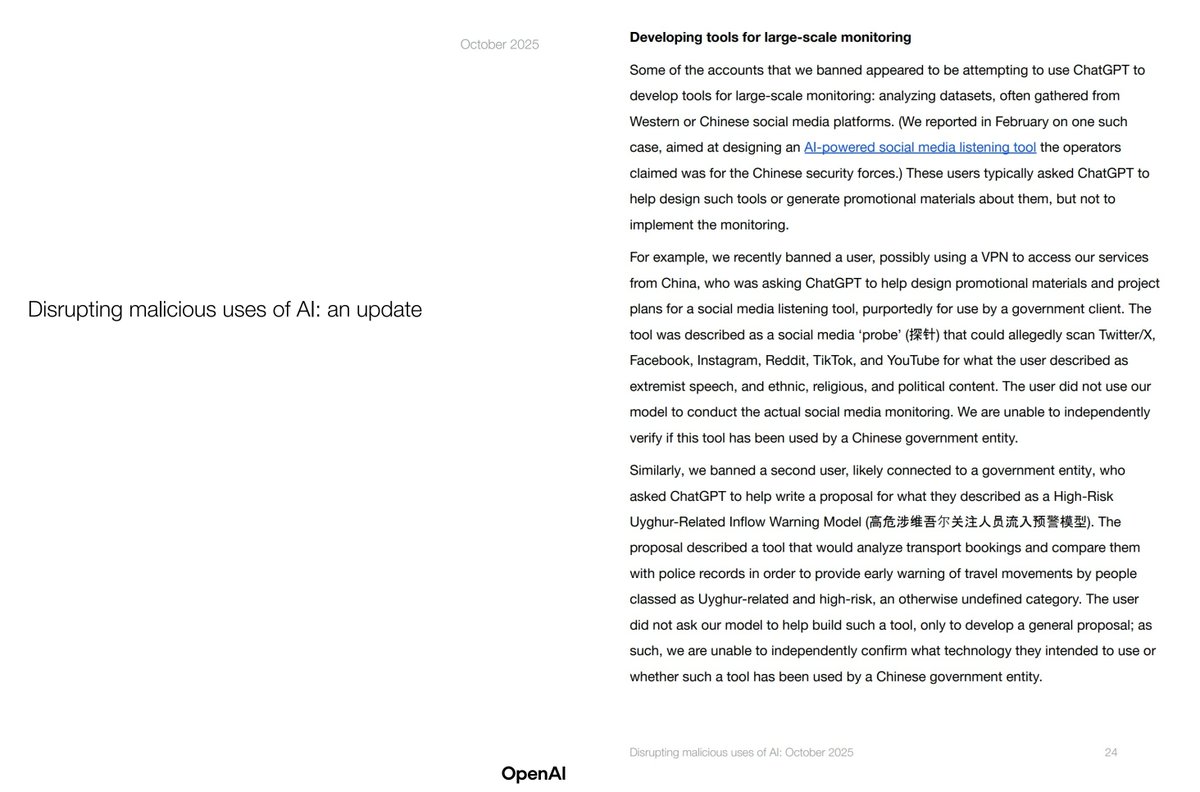 October 2025
Disrupting malicious uses of AI: an update
OpenAI
Developing tools for large-scale monitoring
Some of the accounts that we banned appeared to be attempting to use ChatGPT to
develop tools for large-scale monitoring: analyzing datasets, often gathered from
Western or Chinese social media platforms. (We reported in February on one such
case, aimed at designing an AI-powered social media listening tool the operators
claimed was for the Chinese security forces.) These users typically asked ChatGPT to
help design such tools or generate promotional materials about them, but not to
implement the monitoring.
For example, we recently banned a user, possibly using a VPN to access our services
from China, who was asking ChatGPT to help design promotional materials and project
plans for a social media listening tool, purportedly for use by a government client. The
tool was described as a social media ‘probe’ (探针) that could allegedly scan Twitter/X,
Facebook, Instagram, Reddit, TikTok, and YouTube for what the user described as
extremist speech, and ethnic, religious, and political content. The user did not use our
model to conduct the actual social media monitoring. We are unable to independently
verify if this tool has been used by a Chinese government entity.
Similarly, we banned a second user, likely connected to a government entity, who
asked ChatGPT to help write a proposal for what they described as a High-Risk
Uyghur-Related Inflow Warning Model (高危涉维吾尔关注人员流入预警模型). The
proposal described a tool that would analyze transport bookings and compare them
with police records in order to provide early warning of travel movements by people
classed as Uyghur-related and high-risk, an otherwise undefined category. The user
did not ask our model to help build such a tool, only to develop a general proposal; as
such, we are unable to independently confirm what technology they intended to use or
whether such a tool has been used by a Chinese government entity.
Disrupting malicious uses of AI: October 2025
24